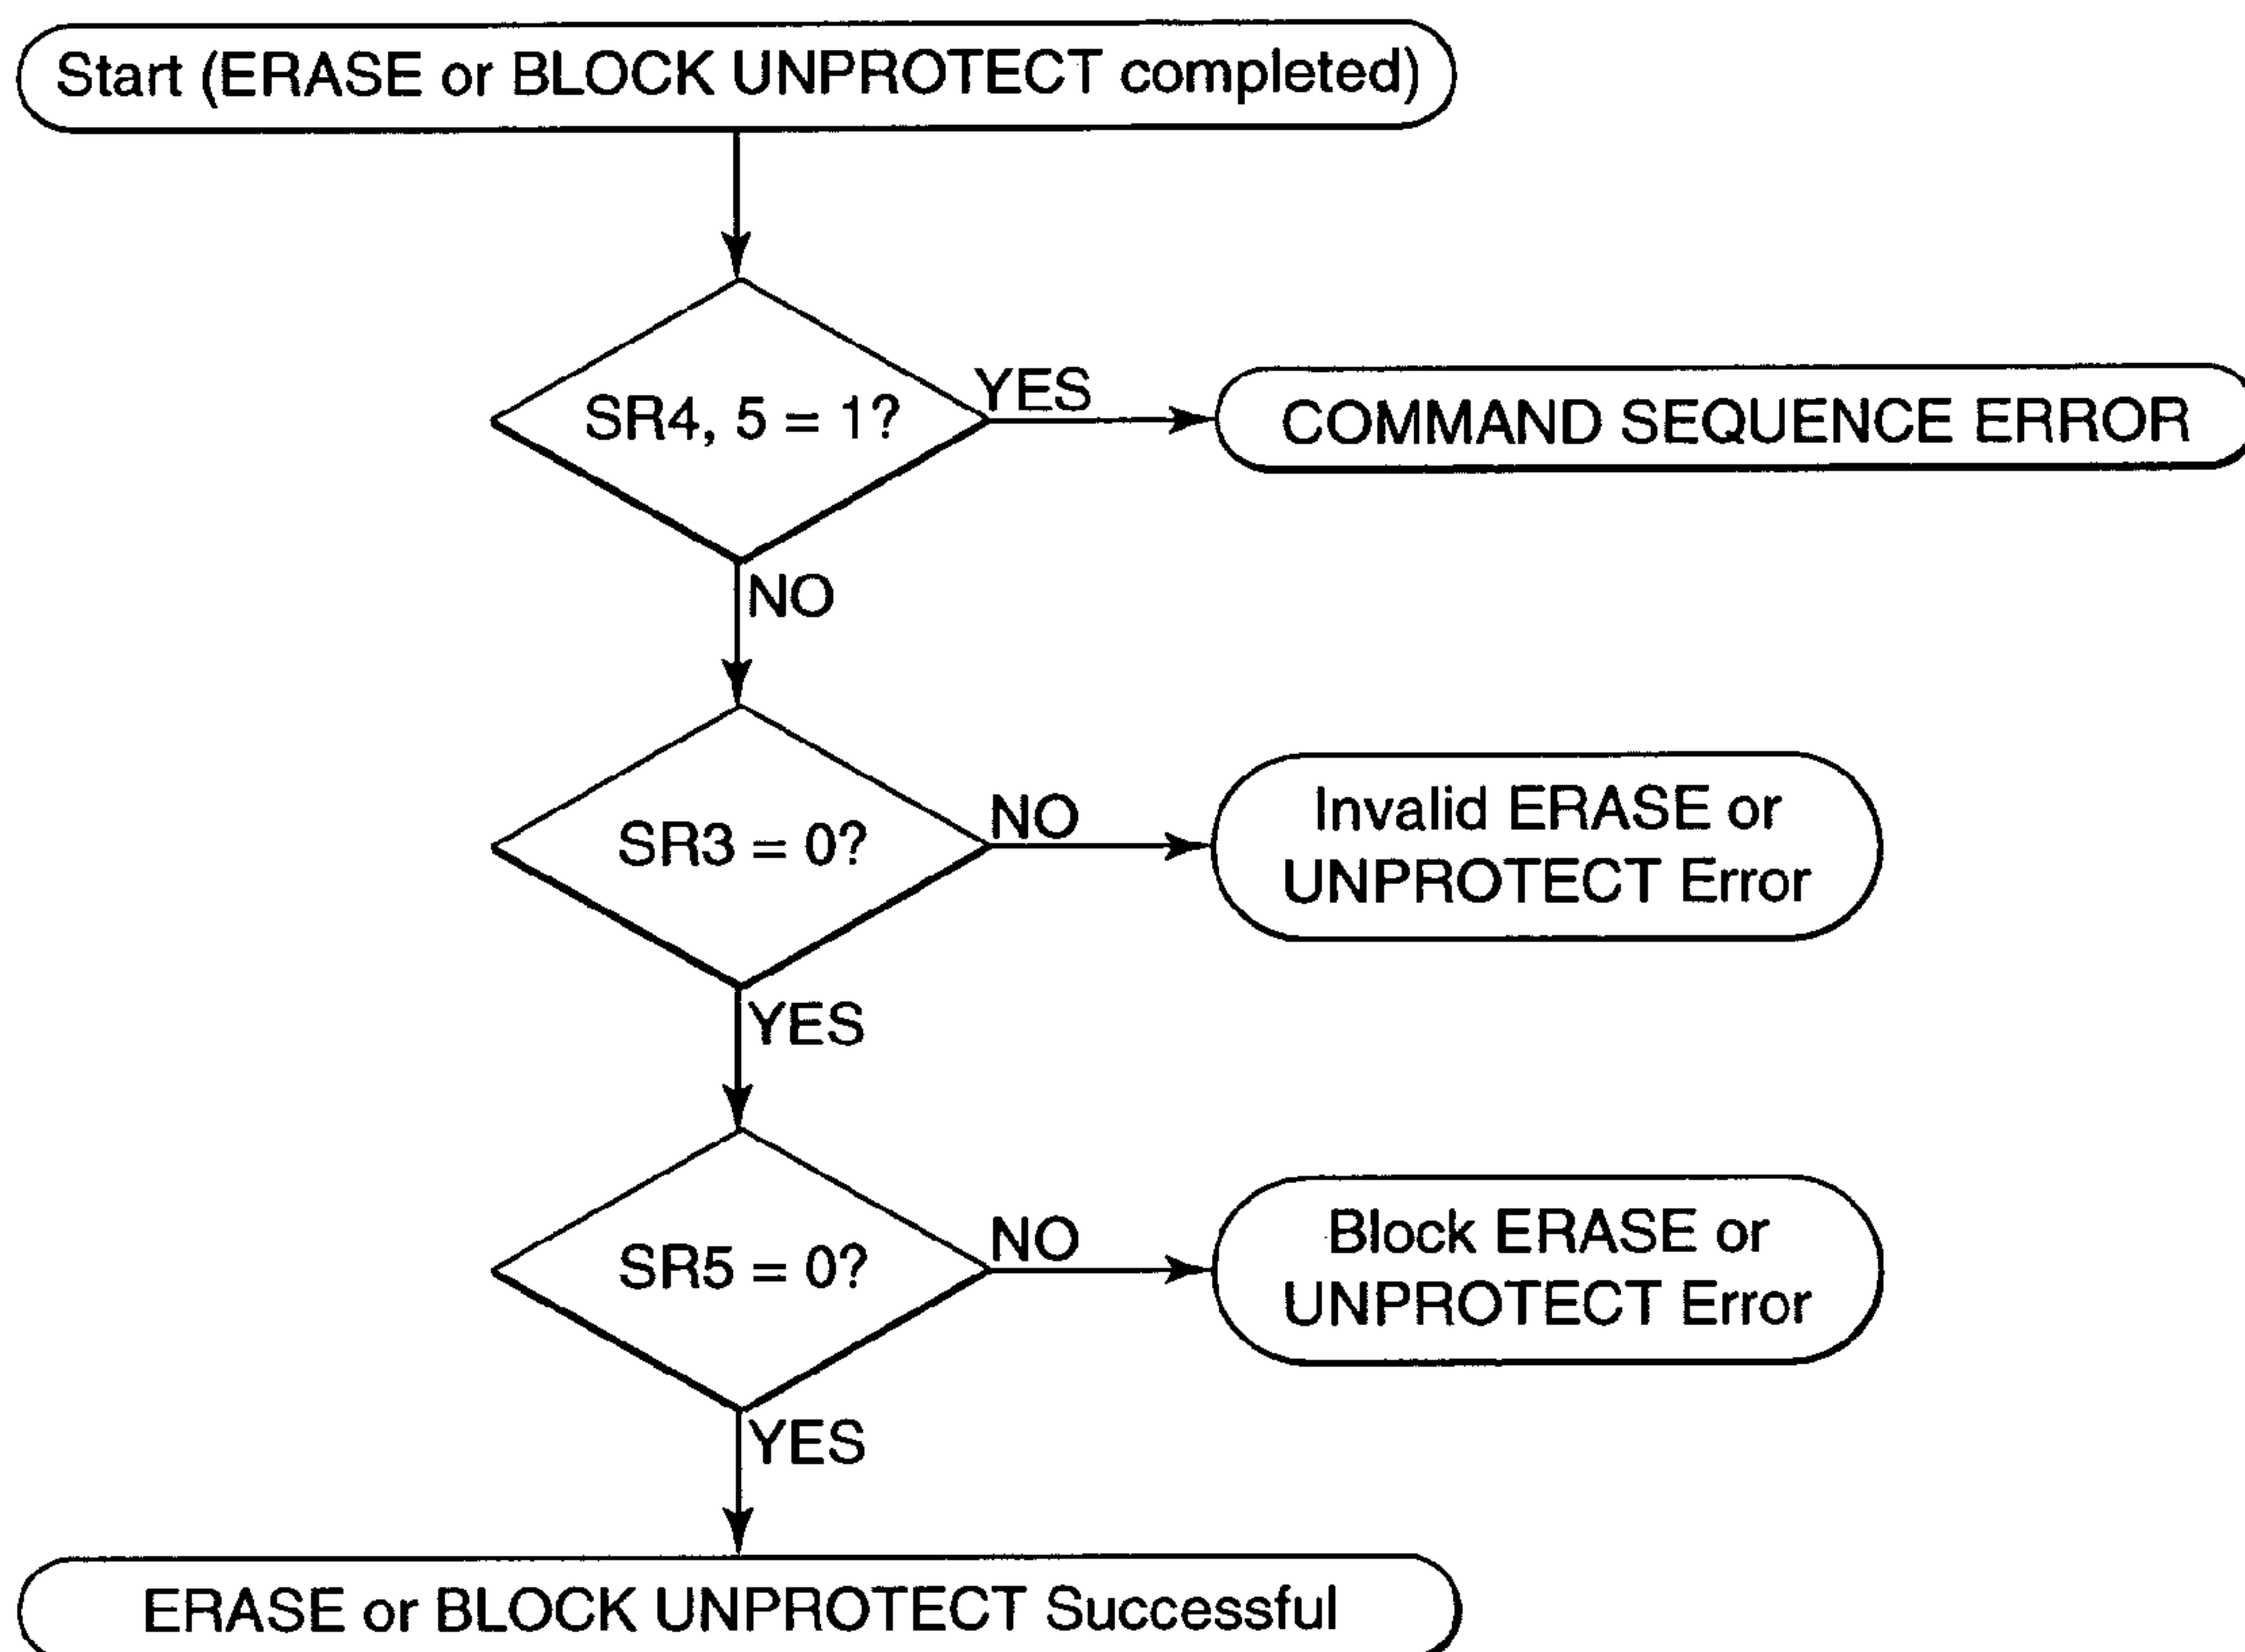 Start (ERASE or BLOCK UNPROTECT completed)
SR4, 5 = 1?
YES
COMMAND SEQUENCE ERROR
NO
SR3 = 0?
NO
Invalid ERASE or
UNPROTECT Error
YES
SR5 = 0?
NO
Block ERASE or
UNPROTECT Error
YES
ERASE or BLOCK UNPROTECT Successful